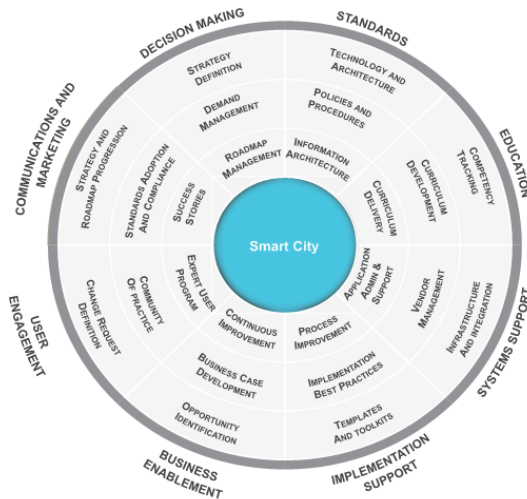 DECISION MAKING
STANDARDS
EDUCATION
SYSTEMS SUPPORT
IMPLEMENTATION
SUPPORT
BUSINESS
ENABLEMENT
USER
ENGAGEMENT
COMMUNICATIONS AND
MARKETING
STRATEGY
DEFINITION
DEMAND
MANAGEMENT
ROADMAP
MANAGEMENT
TECHNOLOGY AND
ARCHITECTURE
POLICIES AND
PROCEDURES
INFORMATION
ARCHITECTURE
COMPETENCY
TRACKING
CURRICULUM
DEVELOPMENT
CURRICULUM
DELIVERY
INFRASTRUCTURE
AND INTEGRATION
VENDOR
MANAGEMENT
APPLICATION
ADMIN &
SUPPORT
PROCESS
IMPROVEMENT
IMPLEMENTATION
BEST PRACTICES
TEMPLATES
AND TOOLKITS
CONTINUOUS
IMPROVEMENT
BUSINESS CASE
DEVELOPMENT
OPPORTUNITY
IDENTIFICATION
EXPERT USER
PROGRAM
COMMUNITY
OF PRACTICE
CHANGE REQUEST
DEFINITION
STRATEGY AND
ROADMAP PROGRESSION
STANDARDS ADOPTION
AND COMPLIANCE
SUCCESS
STORIES
Smart City